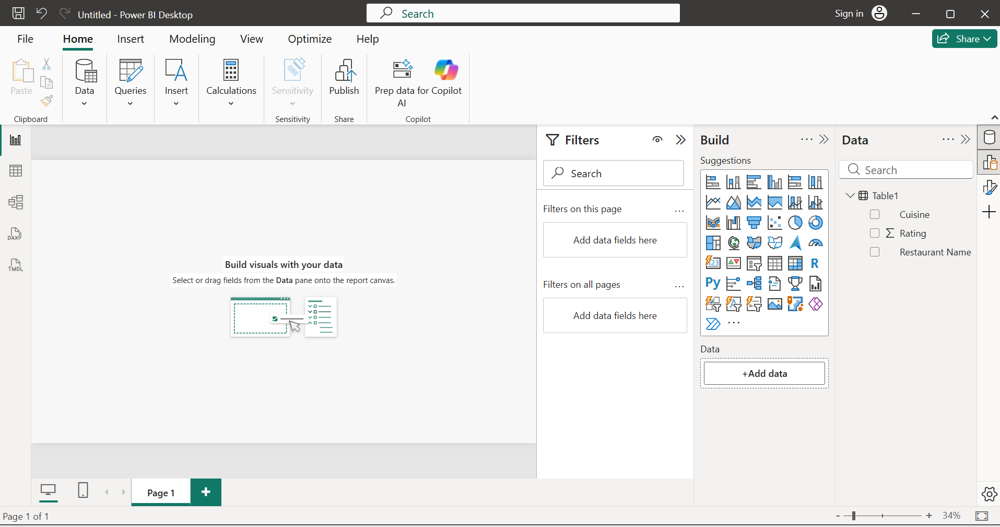 Untitled - Power BI Desktop
Search
Sign in
File
Home
Insert
Modeling
View
Optimize
Help
Share
Paste
Clipboard
Data
Queries
Insert
Calculations
Sensitivity
Sensitivity
Publish
Share
Prep data for
AI
Copilot
Copilot
DAX
TMDL
Build visuals with your data
Select or drag fields from the Data pane onto the report canvas.
Filters
Search
Filters on this page
...
Add data fields here
Filters on all pages
...
Add data fields here
Build
...
Suggestions
123
R
Py
...
Data
+Add data
Data
...
Search
Table1
Cuisine
Σ Rating
Restaurant Name
Page 1
+
Page 1 of 1
- + 34%